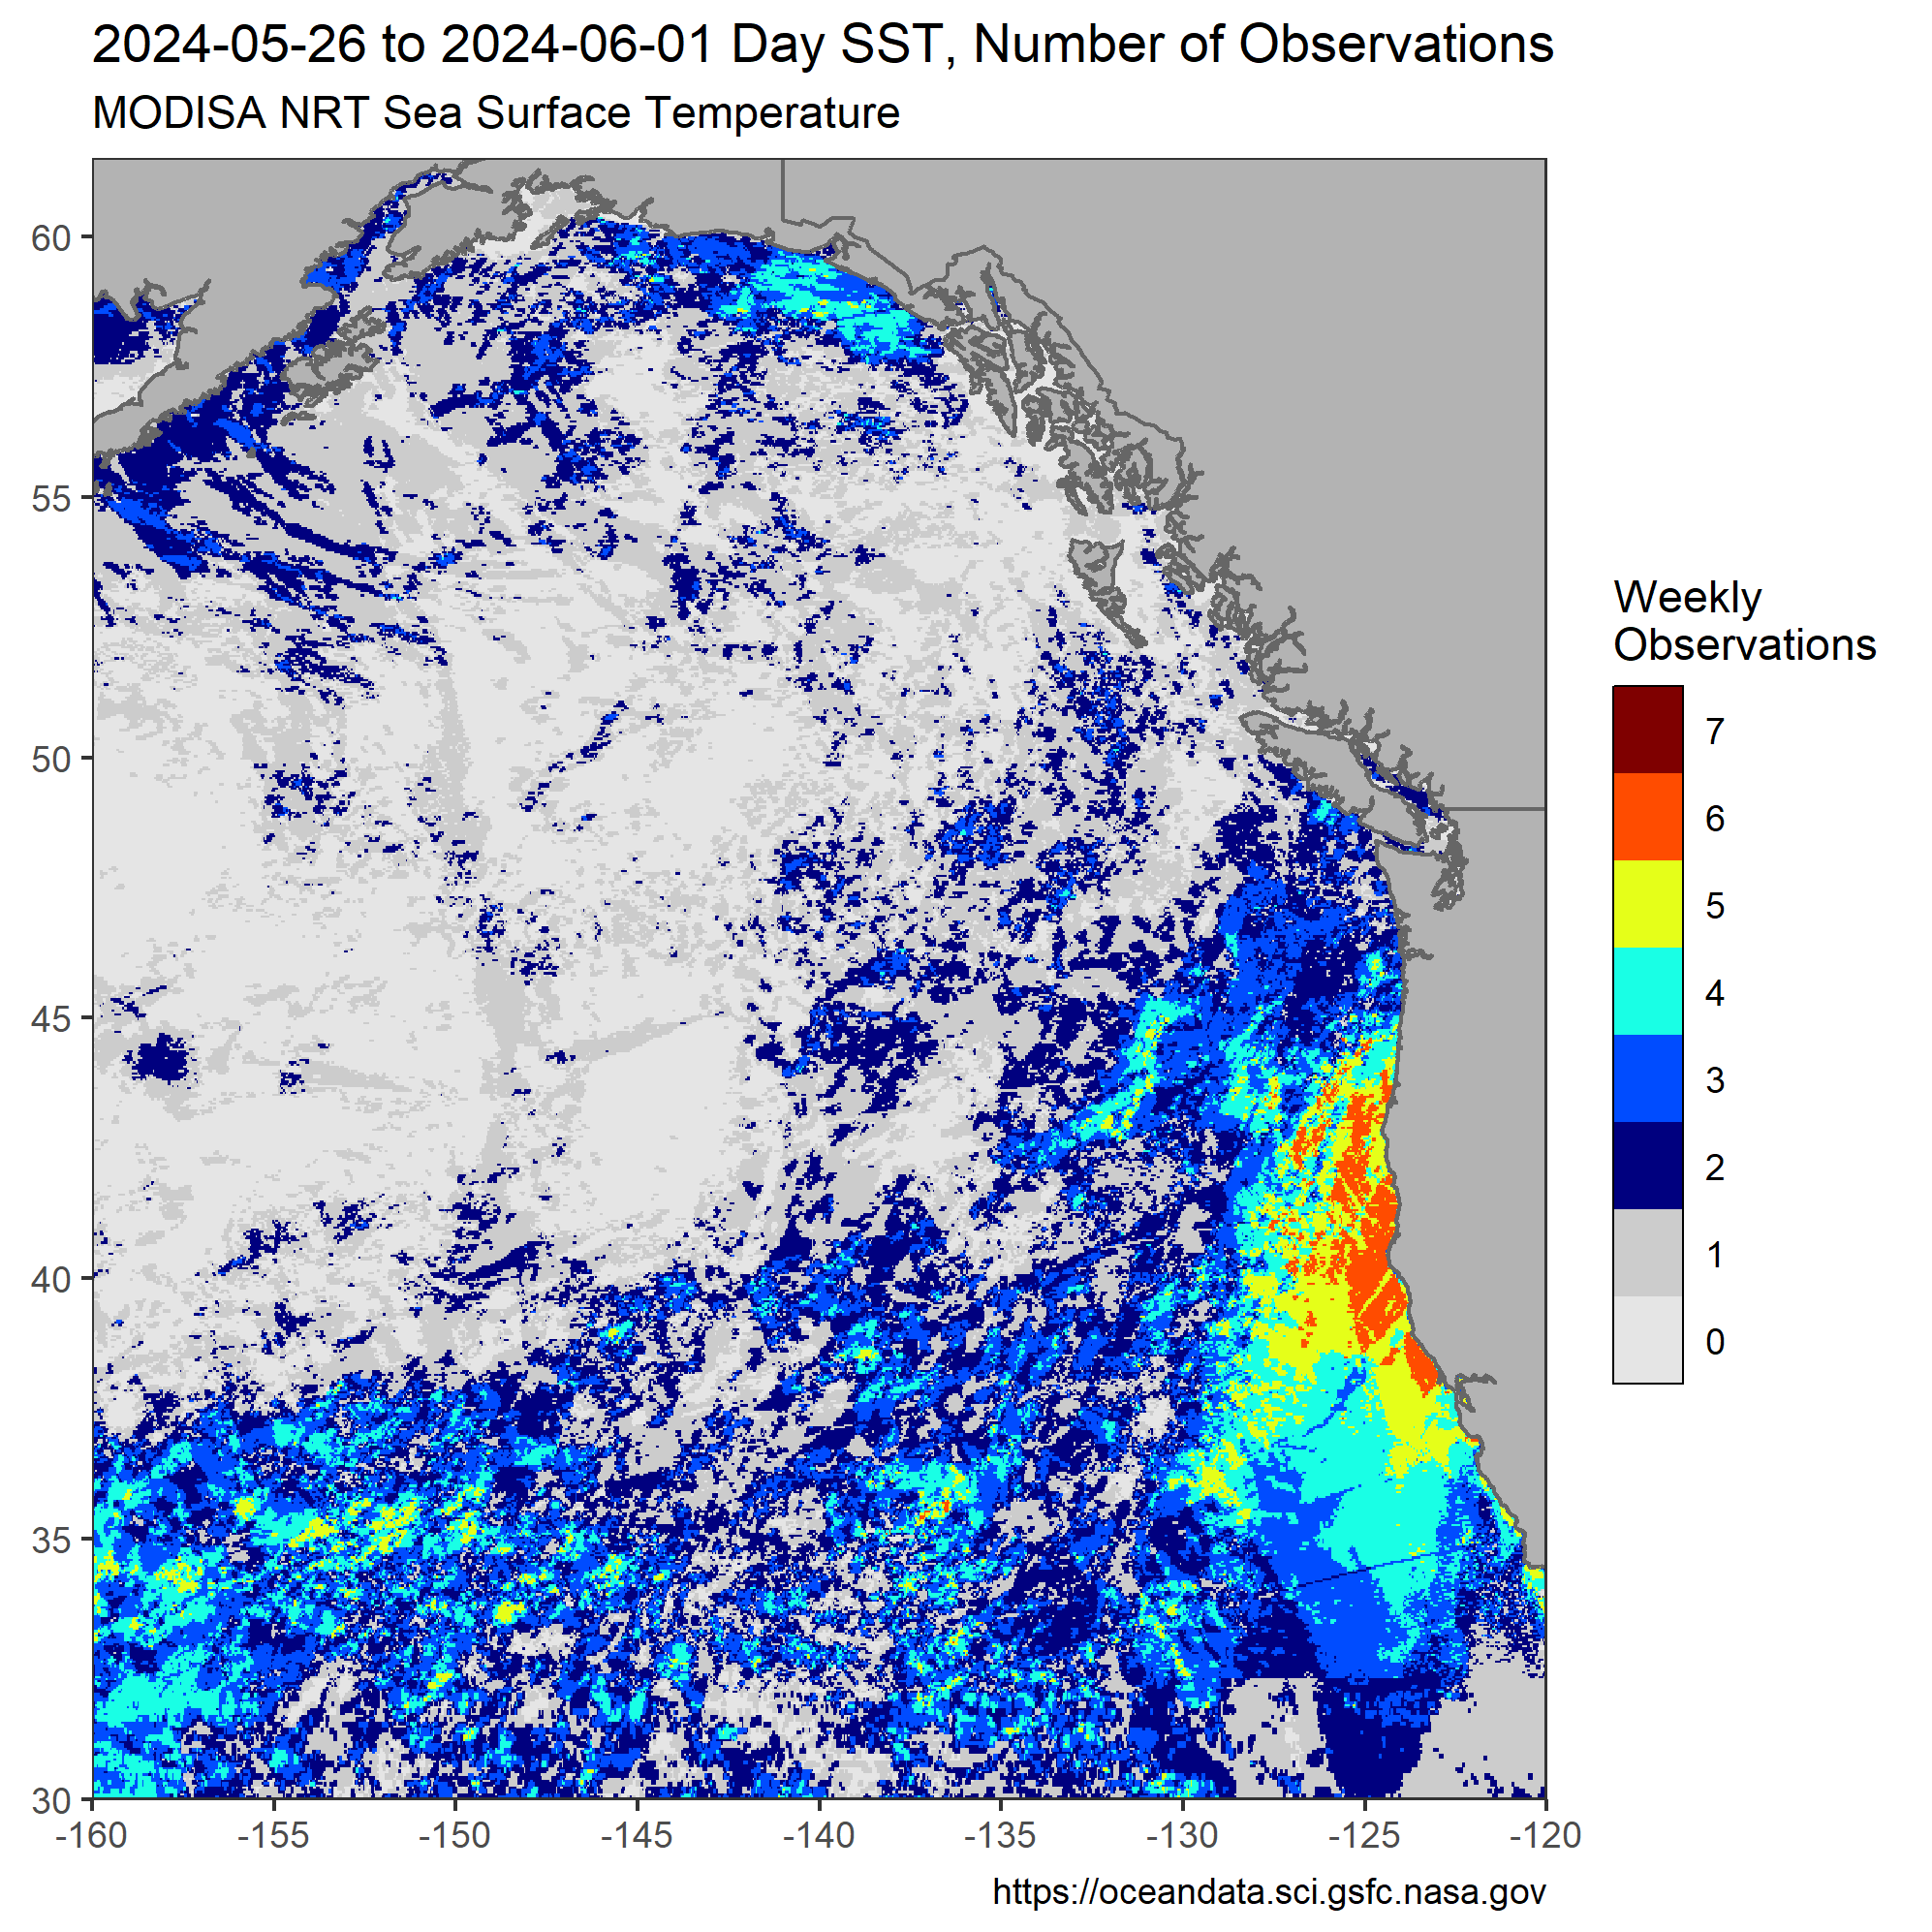 2024-05-26 to 2024-06-01 Day SST, Number of Observations
MODISA NRT Sea Surface Temperature
60
55
50
45
40
35
30
-160 -155 -150 -145 -140 -135 -130 -125 -120
Weekly
Observations
7
6
5
4
3
2
1
0
https://oceandata.sci.gsfc.nasa.gov